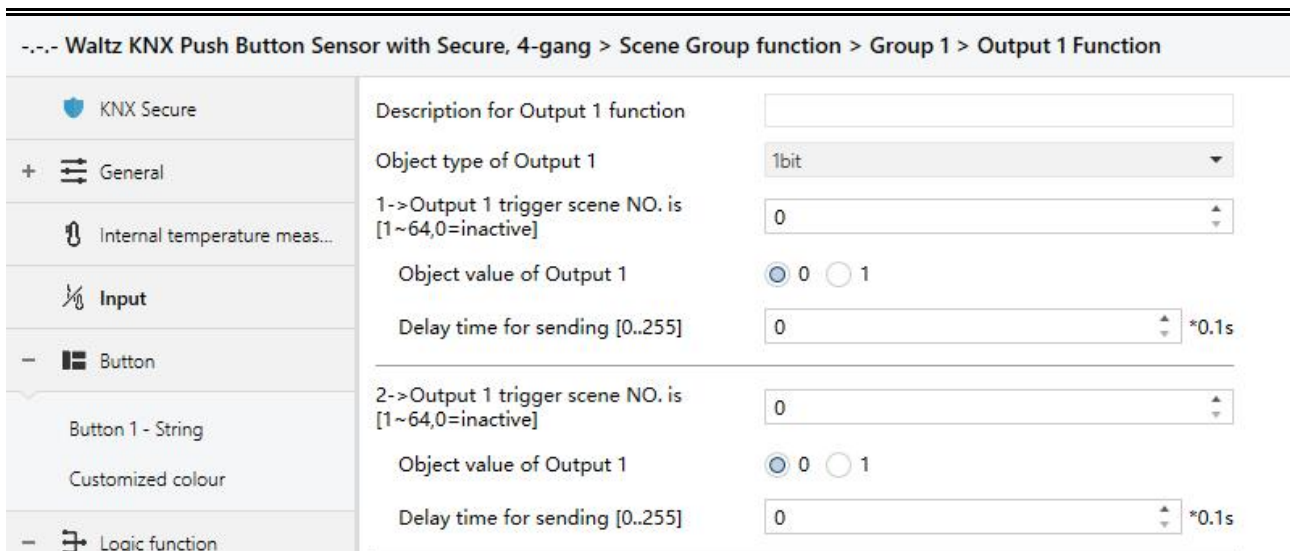 -.-.- Waltz KNX Push Button Sensor with Secure, 4-gang > Scene Group function > Group 1 > Output 1 Function
KNX Secure
+ General
Internal temperature meas...
Input
− Button
Button 1 - String
Customized colour
− Logic function
Description for Output 1 function
Object type of Output 1
1bit
1->Output 1 trigger scene NO. is
[1~64,0=inactive]
0
Object value of Output 1
0 1
Delay time for sending [0..255]
0 *0.1s
2->Output 1 trigger scene NO. is
[1~64,0=inactive]
0
Object value of Output 1
0 1
Delay time for sending [0..255]
0 *0.1s